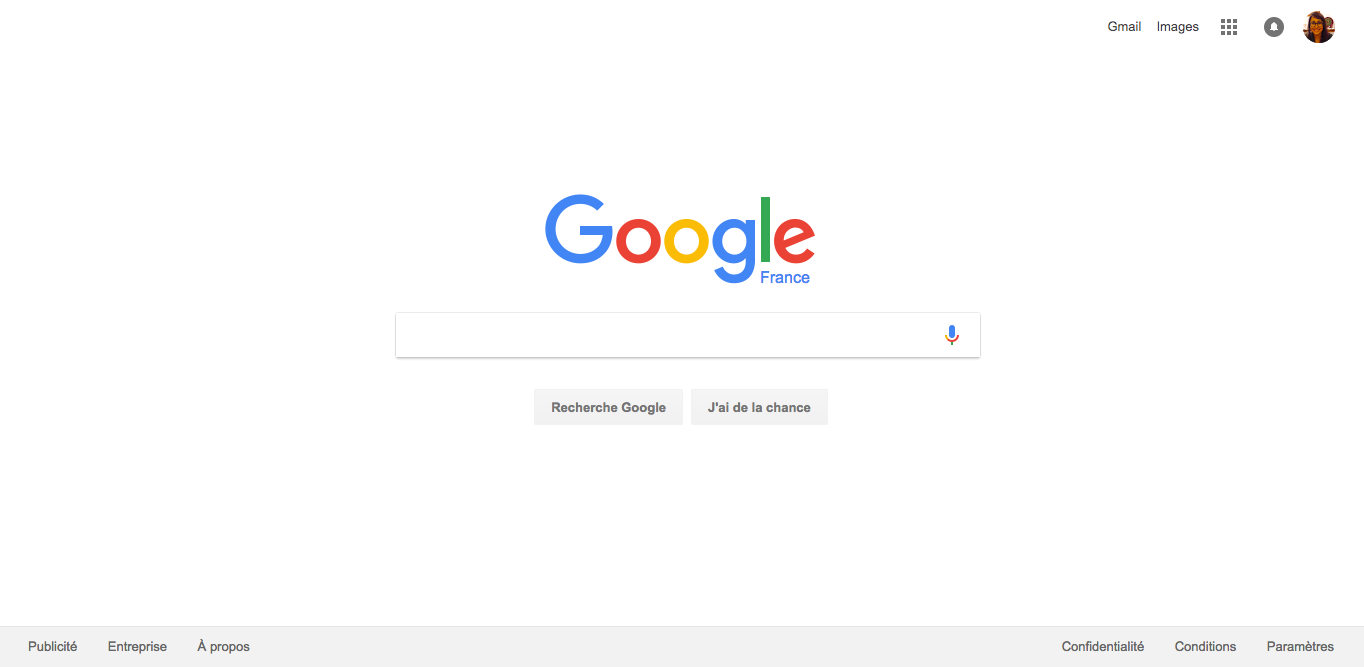 Gmail Images
Google
France
Recherche Google J'ai de la chance
Publicité Entreprise À propos Confidentialité Conditions Paramètres